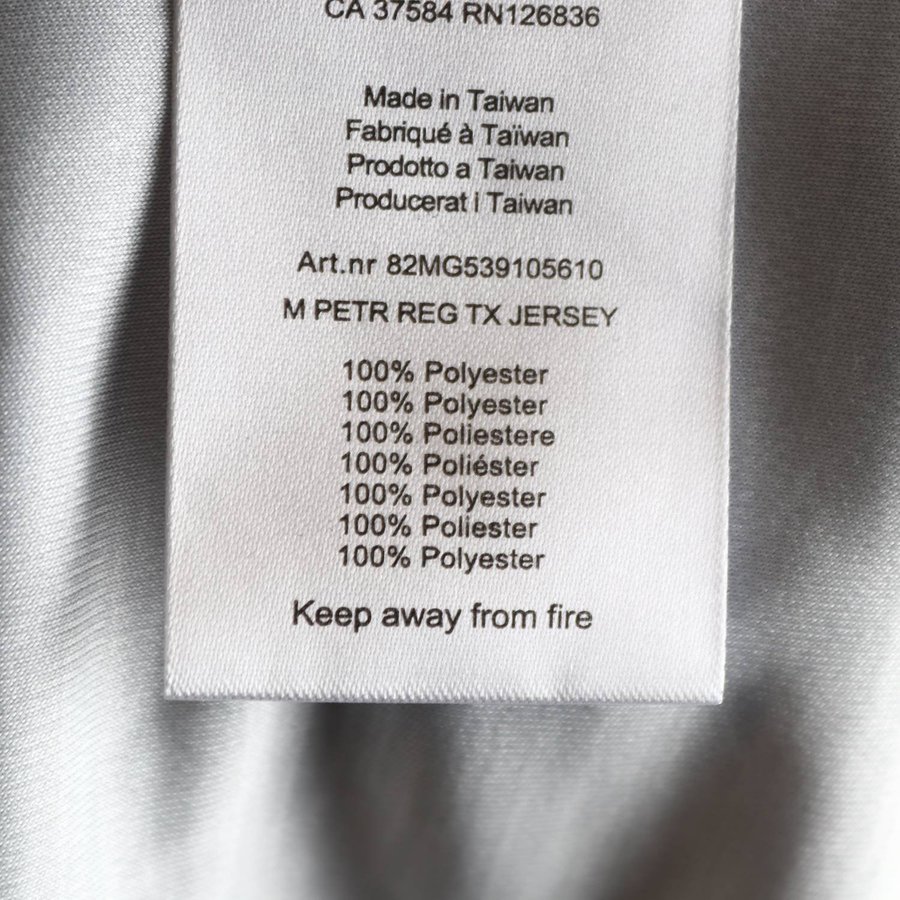 CA 37584 RN126836
Made in Taiwan
Fabriqué à Taïwan
Prodotto a Taiwan
Producerat i Taiwan
Art.nr 82MG539105610
M PETR REG TX JERSEY
100% Polyester
100% Polyester
100% Poliestere
100% Poliéster
100% Polyester
100% Poliester
100% Polyester
Keep away from fire